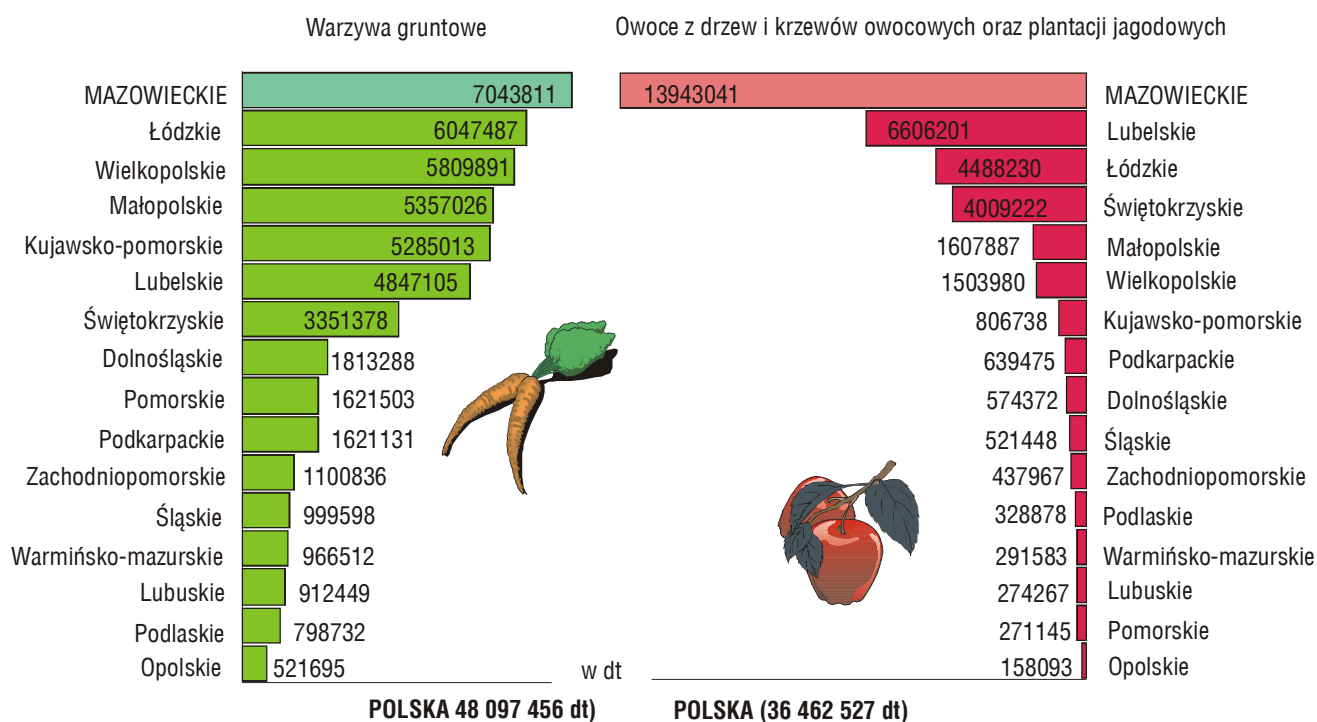 Warzywa gruntowe
MAZOWIECKIE 7043811
Łódzkie 6047487
Wielkopolskie 5809891
Małopolskie 5357026
Kujawsko-pomorskie 5285013
Lubelskie 4847105
Świętokrzyskie 3351378
Dolnośląskie 1813288
Pomorskie 1621503
Podkarpackie 1621131
Zachodniopomorskie 1100836
Śląskie 999598
Warmińsko-mazurskie 966512
Lubuskie 912449
Podlaskie 798732
Opolskie 521695
POLSKA 48 097 456 dt)
w dt
Owoce z drzew i krzewów owocowych oraz plantacji jagodowych
13943041 MAZOWIECKIE
6606201 Lubelskie
4488230 Łódzkie
4009222 Świętokrzyskie
1607887 Małopolskie
1503980 Wielkopolskie
806738 Kujawsko-pomorskie
639475 Podkarpackie
574372 Dolnośląskie
521448 Śląskie
437967 Zachodniopomorskie
328878 Podlaskie
291583 Warmińsko-mazurskie
274267 Lubuskie
271145 Pomorskie
158093 Opolskie
POLSKA (36 462 527 dt)